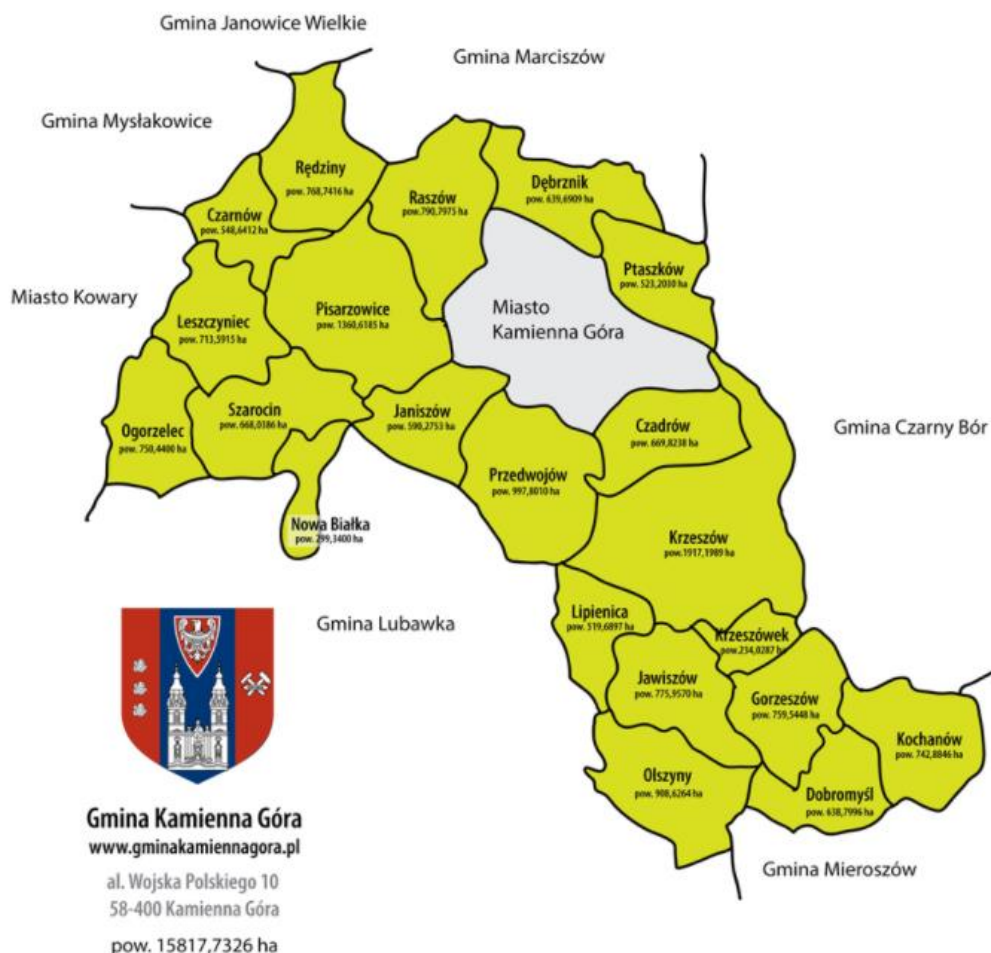 Gmina Janowice Wielkie
Gmina Marciszów
Gmina Mysłakowice
Rędziny
pow. 768,7416 ha
Raszów
pow.790,7975 ha
Dębrznik
pow. 639,6909 ha
Czarnów
pow. 548,6412 ha
Ptaszków
pow. 523,2030 ha
Miasto Kowary
Leszczyniec
pow. 713,5915 ha
Pisarzowice
pow. 1360,6185 ha
Miasto
Kamienna Góra
Ogorzelec
pow. 750,4400 ha
Szarocin
pow. 668,0386 ha
Janiszów
pow. 590,2753 ha
Czadrów
pow. 669,8238 ha
Gmina Czarny Bór
Przedwojów
pow. 997,8010 ha
Nowa Białka
pow. 299,3400 ha
Krzeszów
pow.1917,1989 ha
Gmina Lubawka
Lipienica
pow. 519,6897 ha
Krzeszówek
pow.234,0287 ha
Jawiszów
pow. 775,9570 ha
Gorzeszów
pow. 759,5448 ha
Kochanów
pow. 742,8846 ha
Olszyny
pow. 908,6264 ha
Dobromyśl
pow. 638,7996 ha
Gmina Mieroszów
Gmina Kamienna Góra
www.gminakamiennagora.pl
al. Wojska Polskiego 10
58-400 Kamienna Góra
pow. 15817,7326 ha